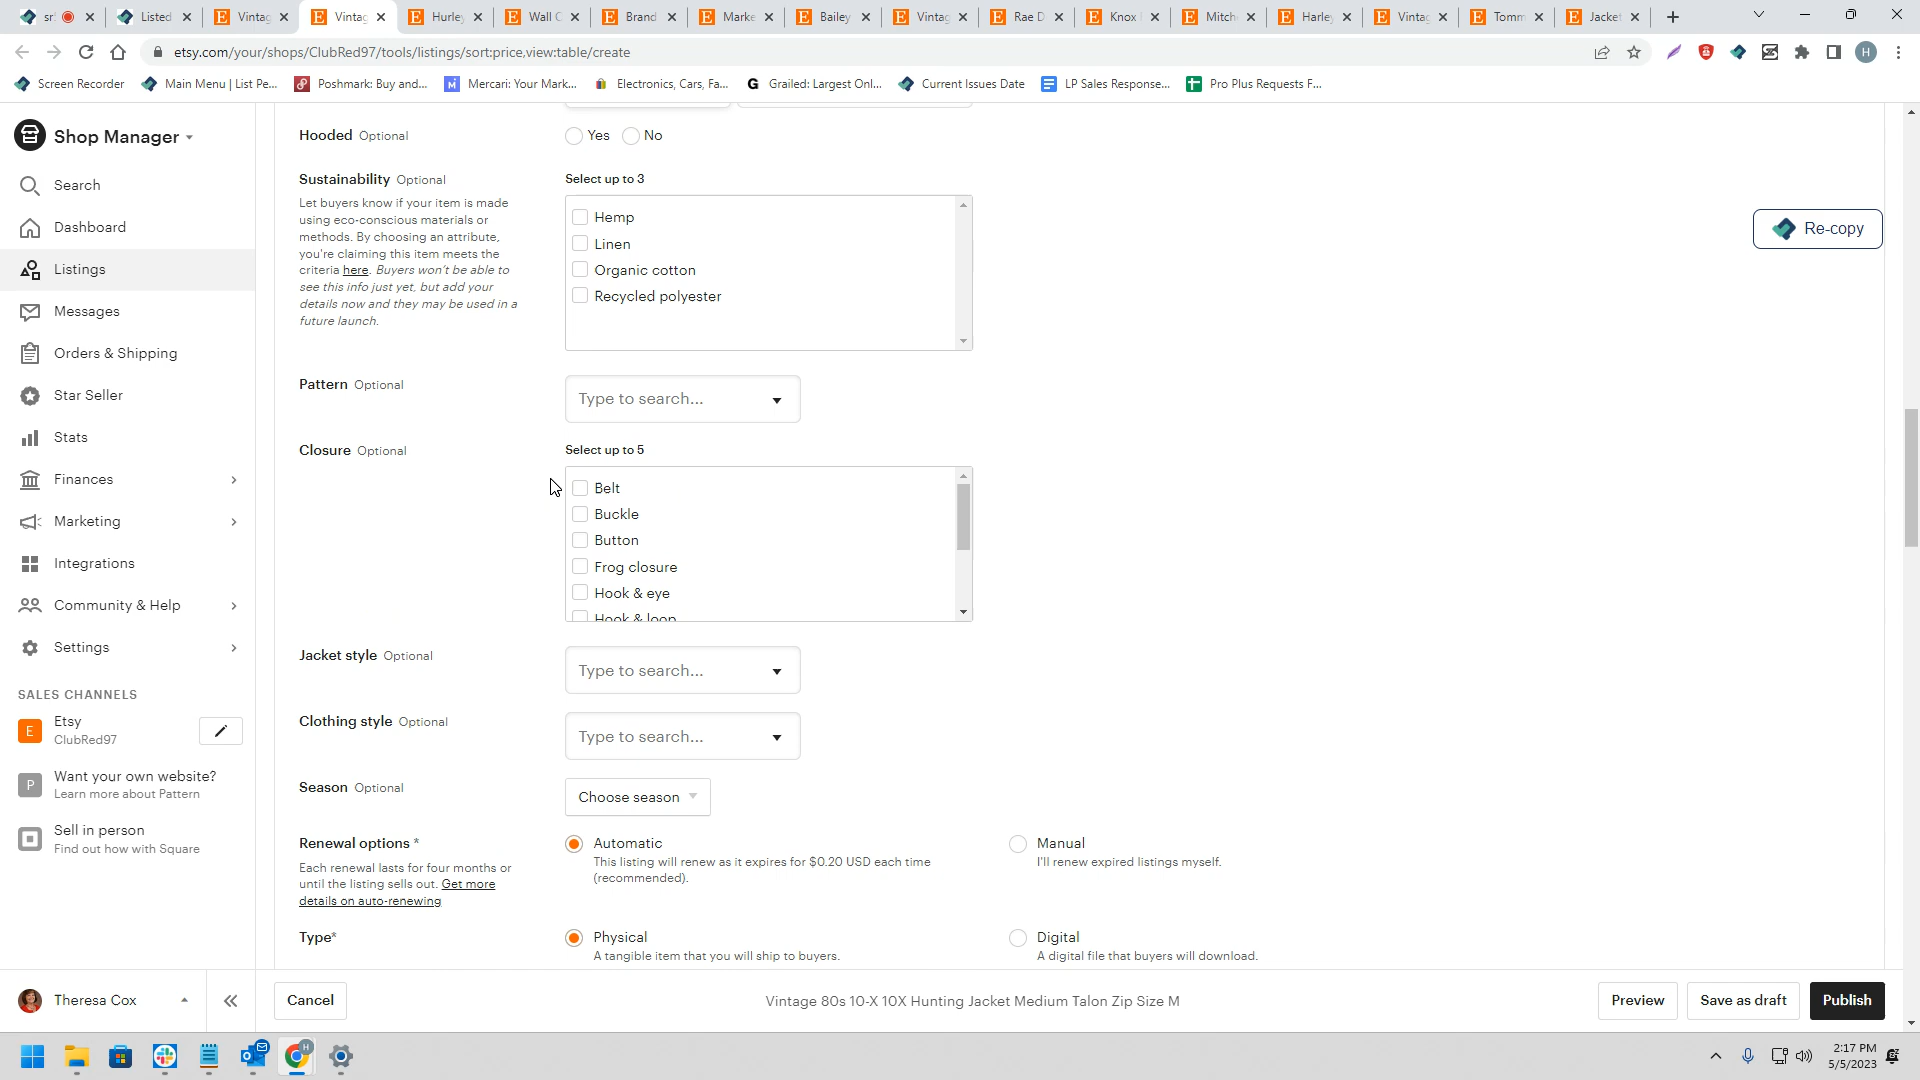 sr!
Listed
Vintag
Vintag
Hurley
Wall C
Brand
Marke
Bailey
Vintag
Rae D
Knox
Mitch
Harley
Vintag
Tomm
Jacket
etsy.com/your/shops/ClubRed97/tools/listings/sort:price,view:table/create
H
Screen Recorder
Main Menu | List Pe...
Poshmark: Buy and...
Mercari: Your Mark...
Electronics, Cars, Fa...
Grailed: Largest Onl...
Current Issues Date
LP Sales Response...
Pro Plus Requests F...
Shop Manager
Search
Dashboard
Listings
Messages
Orders & Shipping
Star Seller
Stats
Finances
Marketing
Integrations
Community & Help
Settings
SALES CHANNELS
E
Etsy
ClubRed97
P
Want your own website?
Learn more about Pattern
Sell in person
Find out how with Square
Theresa Cox
Hooded Optional
Yes
No
Sustainability Optional
Let buyers know if your item is made
using eco-conscious materials or
methods. By choosing an attribute,
you're claiming this item meets the
criteria here. Buyers won't be able to
see this info just yet, but add your
details now and they may be used in a
future launch.
Select up to 3
Hemp
Linen
Organic cotton
Recycled polyester
Re-copy
Pattern Optional
Type to search...
Closure Optional
Select up to 5
Belt
Buckle
Button
Frog closure
Hook & eye
Hook & loop
Jacket style Optional
Type to search...
Clothing style Optional
Type to search...
Season Optional
Choose season
Renewal options *
Each renewal lasts for four months or
until the listing sells out. Get more
details on auto-renewing
Automatic
This listing will renew as it expires for $0.20 USD each time
(recommended).
Manual
I'll renew expired listings myself.
Type*
Physical
A tangible item that you will ship to buyers.
Digital
A digital file that buyers will download.
Cancel
Vintage 80s 10-X 10X Hunting Jacket Medium Talon Zip Size M
Preview
Save as draft
Publish
2:17 PM
5/5/2023